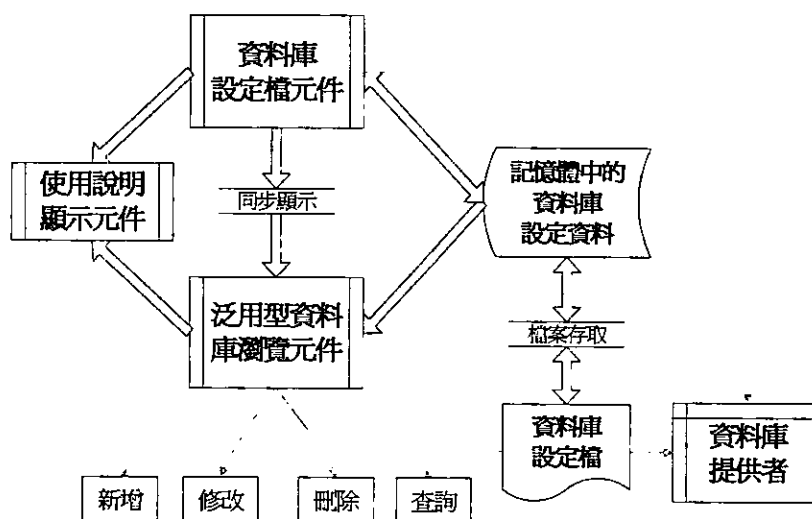 資料庫
設定檔元件
使用說明
顯示元件
同步顯示
記憶體中的
資料庫
設定資料
泛用型資料
庫瀏覽元件
檔案存取
資料庫
設定檔
資料庫
提供者
新增
修改
刪除
查詢